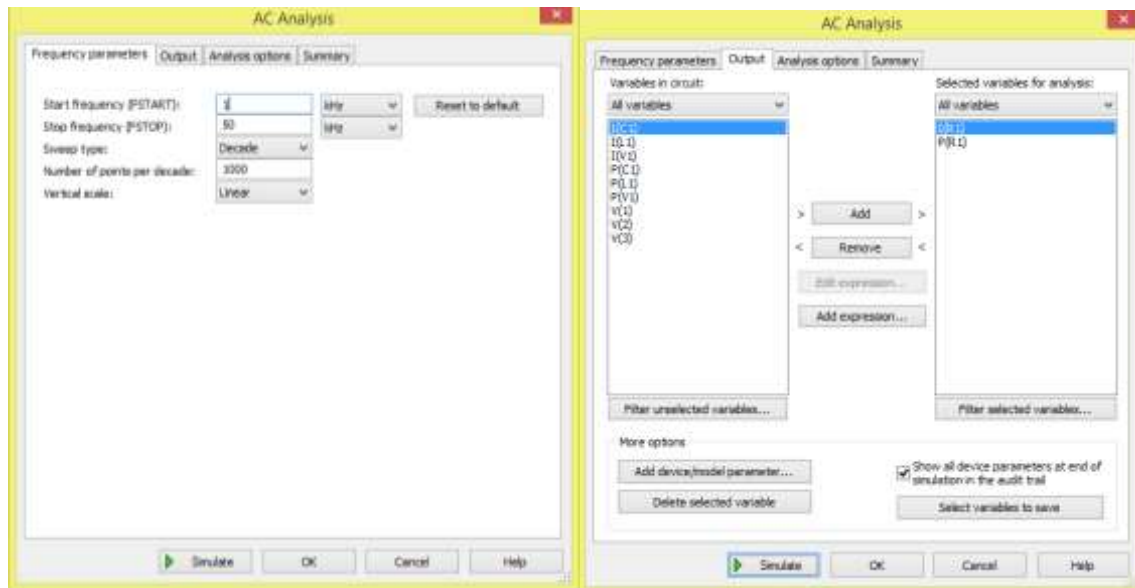 AC Analysis
Frequency parameters Output Analysis options Summary
Start frequency (FSTART): 1 kHz Reset to default
Stop frequency (FSTOP): 50 kHz
Sweep type: Decade
Number of points per decade: 1000
Vertical scale: Linear
Simulate OK Cancel Help
AC Analysis
Frequency parameters Output Analysis options Summary
Variables in circuit: Selected variables for analysis:
All variables All variables
I(C1) I(R1)
I(L1) P(R1)
I(V1)
P(C1)
P(L1)
P(V1)
V(1)
V(2)
V(3)
> Add >
< Remove <
Edit expression...
Add expression...
Filter unselected variables... Filter selected variables...
More options
Add device/model parameter... Show all device parameters at end of
simulation in the audit trail
Delete selected variable Select variables to save
Simulate OK Cancel Help